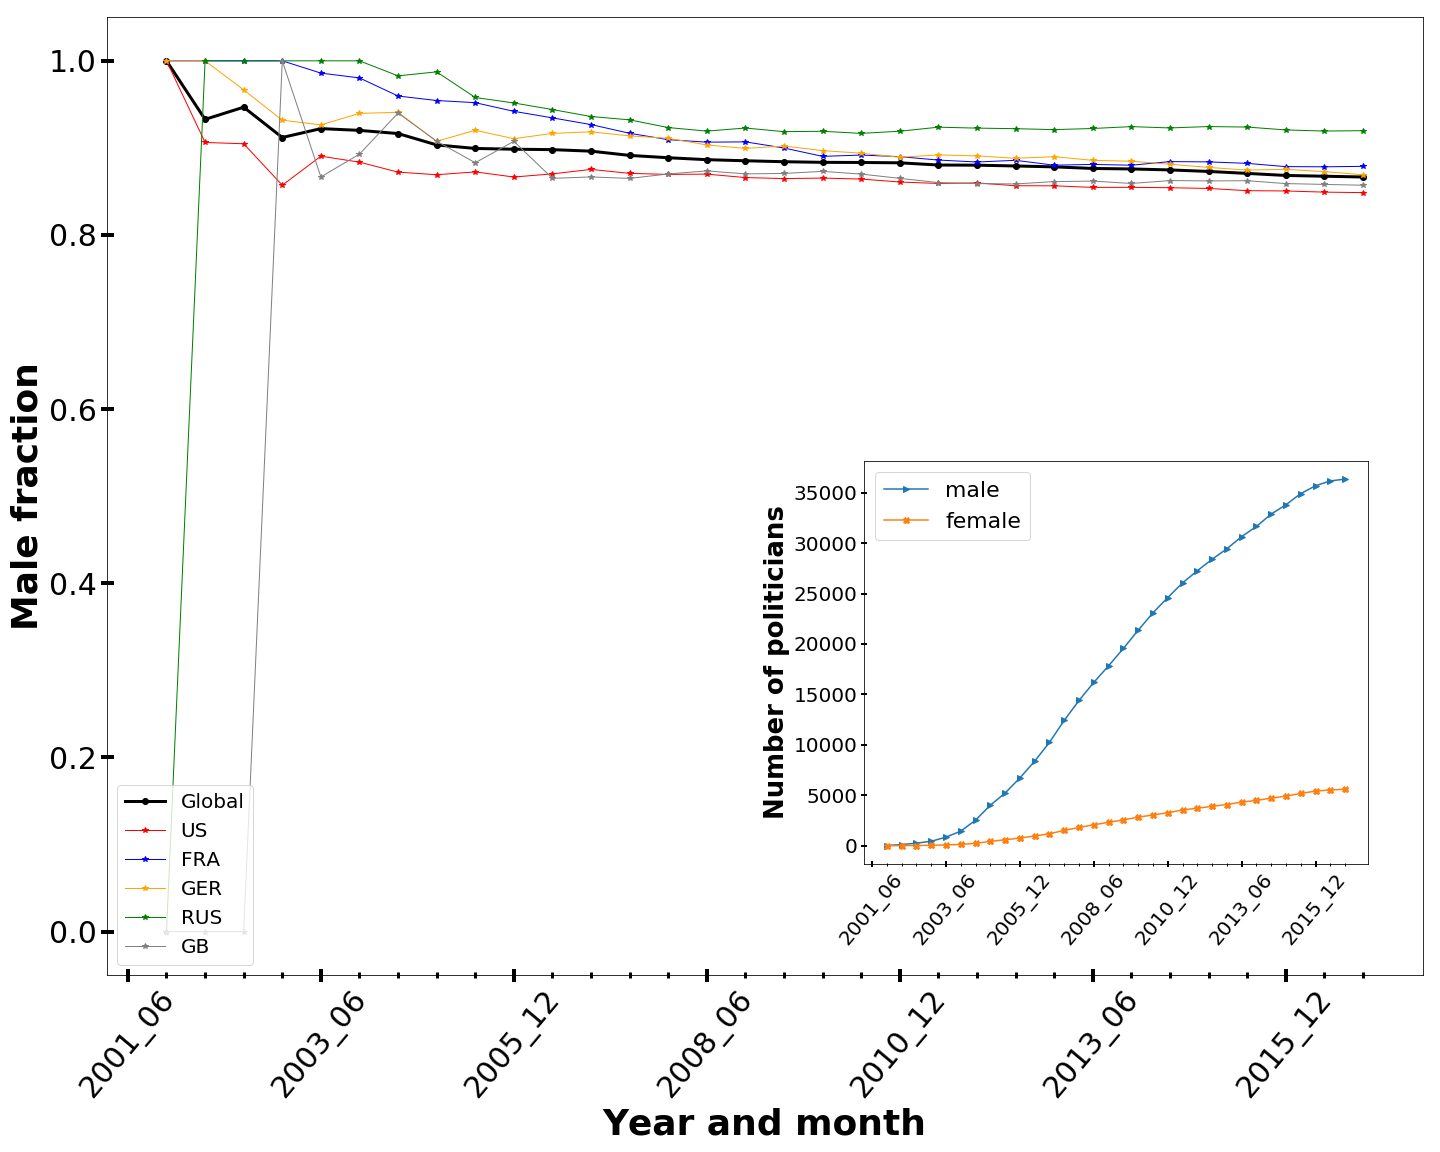 Male fraction
1.0
0.8
0.6
0.4
0.2
0.0
Global
US
FRA
GER
RUS
GB
2001_06
2003_06
2005_12
2008_06
2010_12
2013_06
2015_12
Year and month
Number of politicians
35000
30000
25000
20000
15000
10000
5000
0
male
female
2001_06
2003_06
2005_12
2008_06
2010_12
2013_06
2015_12